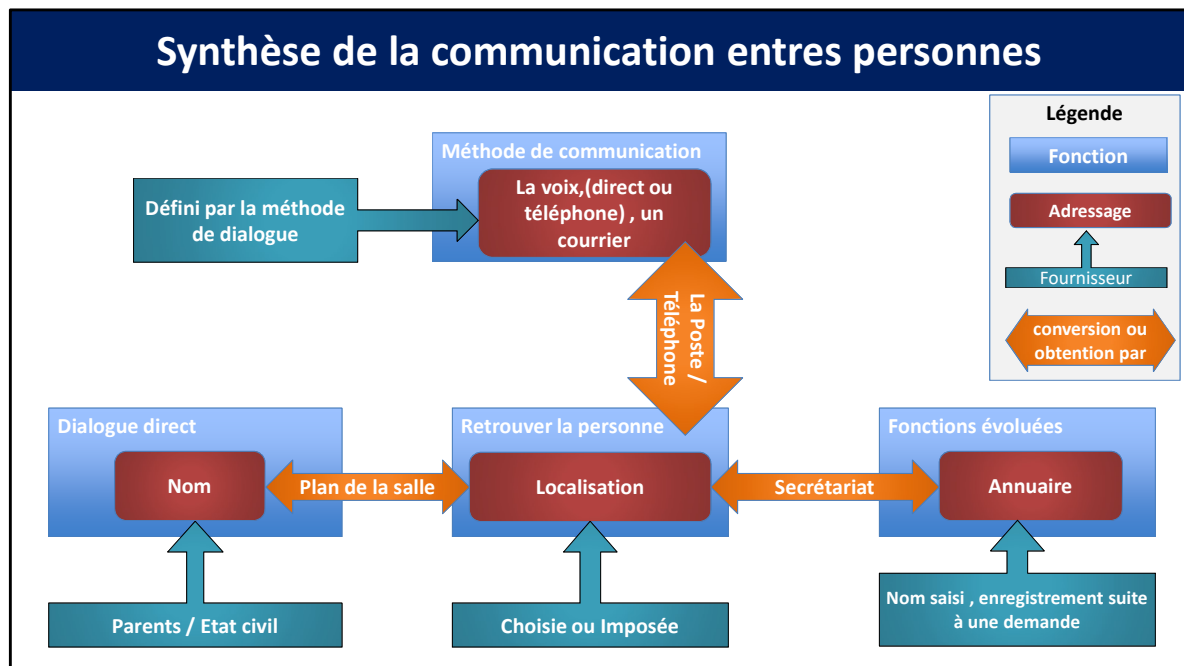 Synthèse de la communication entres personnes
Légende
Fonction
Adressage
Fournisseur
conversion ou
obtention par
Méthode de communication
La voix,(direct ou
téléphone) , un
courrier
Défini par la méthode
de dialogue
La Poste /
Téléphone
Dialogue direct
Nom
Plan de la salle
Retrouver la personne
Localisation
Secrétariat
Fonctions évoluées
Annuaire
Parents / Etat civil
Choisie ou Imposée
Nom saisi , enregistrement suite
à une demande